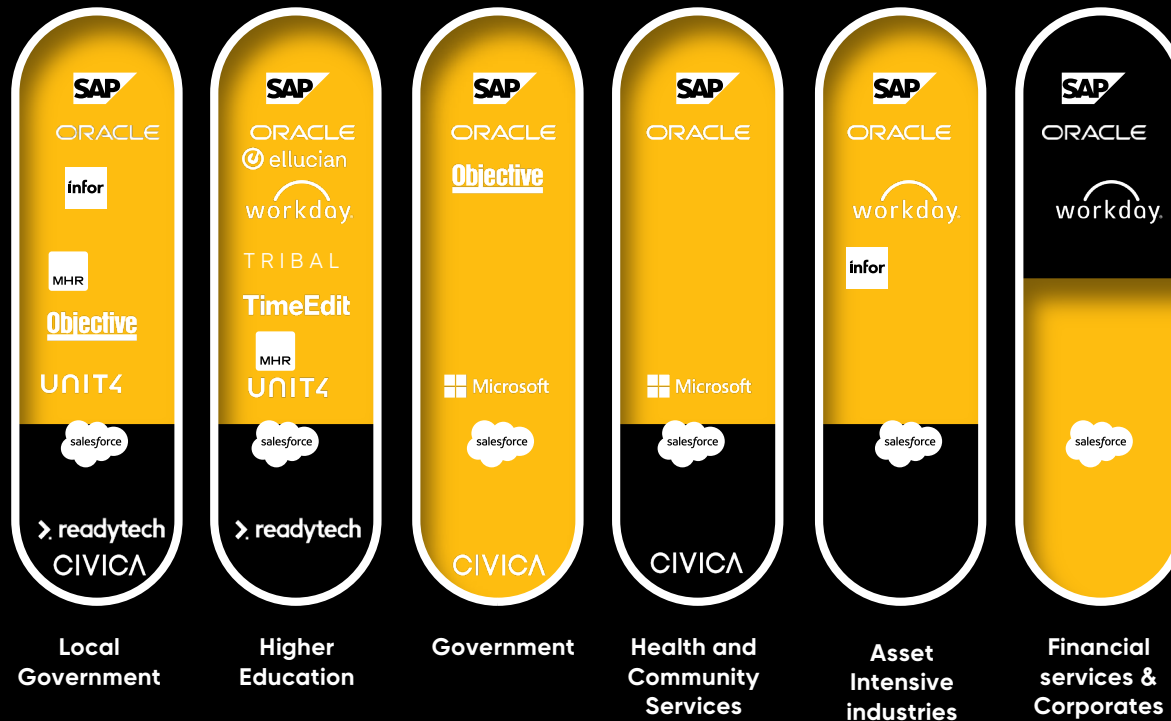 SAP
ORACLE
infor
MHR
Objective
UNIT4
salesforce
readytech
CIVICA
Local
Government
SAP
ORACLE
ellucian
workday.
TRIBAL
TimeEdit
MHR
UNIT4
salesforce
readytech
Higher
Education
SAP
ORACLE
Objective
Microsoft
salesforce
CIVICA
Government
SAP
ORACLE
Microsoft
salesforce
CIVICA
Health and
Community
Services
SAP
ORACLE
workday.
infor
salesforce
Asset
Intensive
industries
SAP
ORACLE
workday.
salesforce
Financial
services &
Corporates